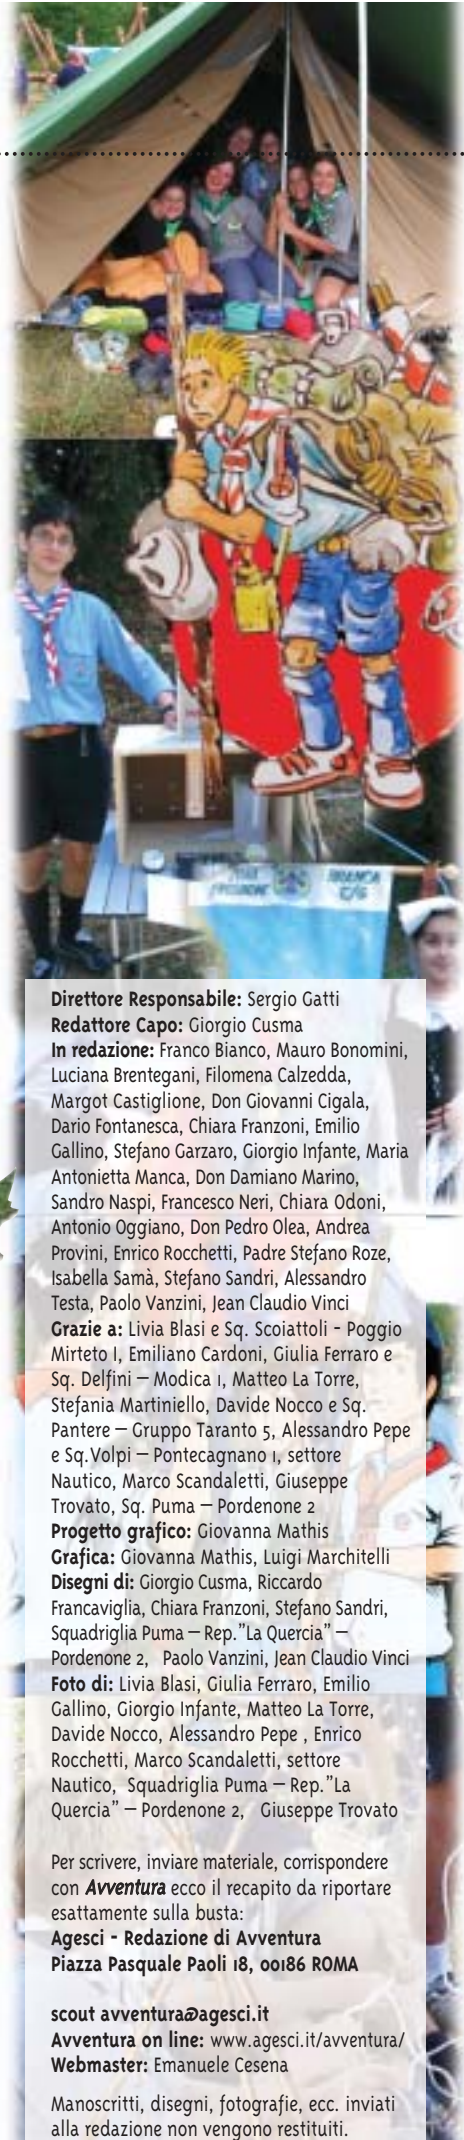 BRANCA
E/G
Direttore Responsabile: Sergio Gatti
Redattore Capo: Giorgio Cusma
In redazione: Franco Bianco, Mauro Bonomini,
Luciana Brentegani, Filomena Calzedda,
Margot Castiglione, Don Giovanni Cigala,
Dario Fontanesca, Chiara Franzoni, Emilio
Gallino, Stefano Garzaro, Giorgio Infante, Maria
Antonietta Manca, Don Damiano Marino,
Sandro Naspi, Francesco Neri, Chiara Odoni,
Antonio Oggiano, Don Pedro Olea, Andrea
Provini, Enrico Rocchetti, Padre Stefano Roze,
Isabella Samà, Stefano Sandri, Alessandro
Testa, Paolo Vanzini, Jean Claudio Vinci
Grazie a: Livia Blasi e Sq. Scoiattoli - Poggio
Mirteto I, Emiliano Cardoni, Giulia Ferraro e
Sq. Delfini – Modica 1, Matteo La Torre,
Stefania Martiniello, Davide Nocco e Sq.
Pantere – Gruppo Taranto 5, Alessandro Pepe
e Sq.Volpi – Pontecagnano 1, settore
Nautico, Marco Scandaletti, Giuseppe
Trovato, Sq. Puma – Pordenone 2
Progetto grafico: Giovanna Mathis
Grafica: Giovanna Mathis, Luigi Marchitelli
Disegni di: Giorgio Cusma, Riccardo
Francaviglia, Chiara Franzoni, Stefano Sandri,
Squadriglia Puma – Rep.”La Quercia” –
Pordenone 2, Paolo Vanzini, Jean Claudio Vinci
Foto di: Livia Blasi, Giulia Ferraro, Emilio
Gallino, Giorgio Infante, Matteo La Torre,
Davide Nocco, Alessandro Pepe , Enrico
Rocchetti, Marco Scandaletti, settore
Nautico, Squadriglia Puma – Rep.”La
Quercia” – Pordenone 2, Giuseppe Trovato
Per scrivere, inviare materiale, corrispondere
con Avventura ecco il recapito da riportare
esattamente sulla busta:
Agesci - Redazione di Avventura
Piazza Pasquale Paoli 18, 00186 ROMA
scout avventura@agesci.it
Avventura on line: www.agesci.it/avventura/
Webmaster: Emanuele Cesena
Manoscritti, disegni, fotografie, ecc. inviati
alla redazione non vengono restituiti.